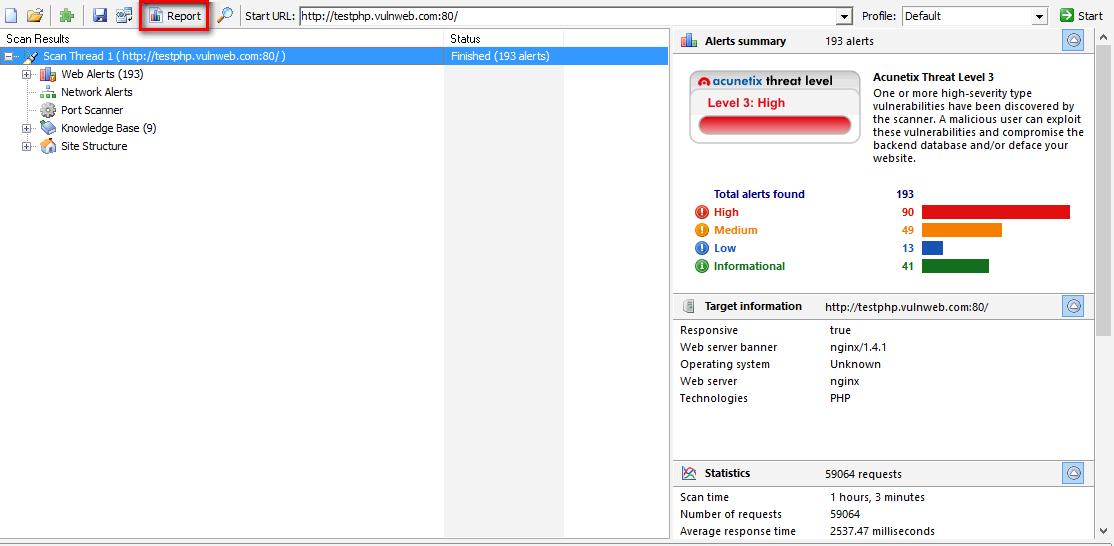 Report
Start URL: http://testphp.vulnweb.com:80/
Profile: Default
Start
Scan Results Status
Scan Thread 1 ( http://testphp.vulnweb.com:80/ ) Finished (193 alerts)
Web Alerts (193)
Network Alerts
Port Scanner
Knowledge Base (9)
Site Structure
Alerts summary 193 alerts
acunetix threat level
Level 3: High
Acunetix Threat Level 3
One or more high-severity type
vulnerabilities have been discovered by
the scanner. A malicious user can exploit
these vulnerabilities and compromise the
backend database and/or deface your
website.
Total alerts found 193
High 90
Medium 49
Low 13
Informational 41
Target information http://testphp.vulnweb.com:80/
Responsive true
Web server banner nginx/1.4.1
Operating system Unknown
Web server nginx
Technologies PHP
Statistics 59064 requests
Scan time 1 hours, 3 minutes
Number of requests 59064
Average response time 2537.47 milliseconds